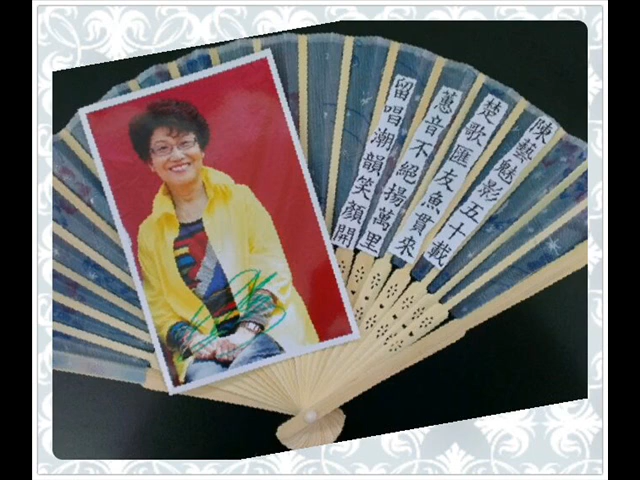 陳藝魅影五十載
楚歌匯友魚貫來
蕙音不絕揚萬里
留唱潮韻笑顏開